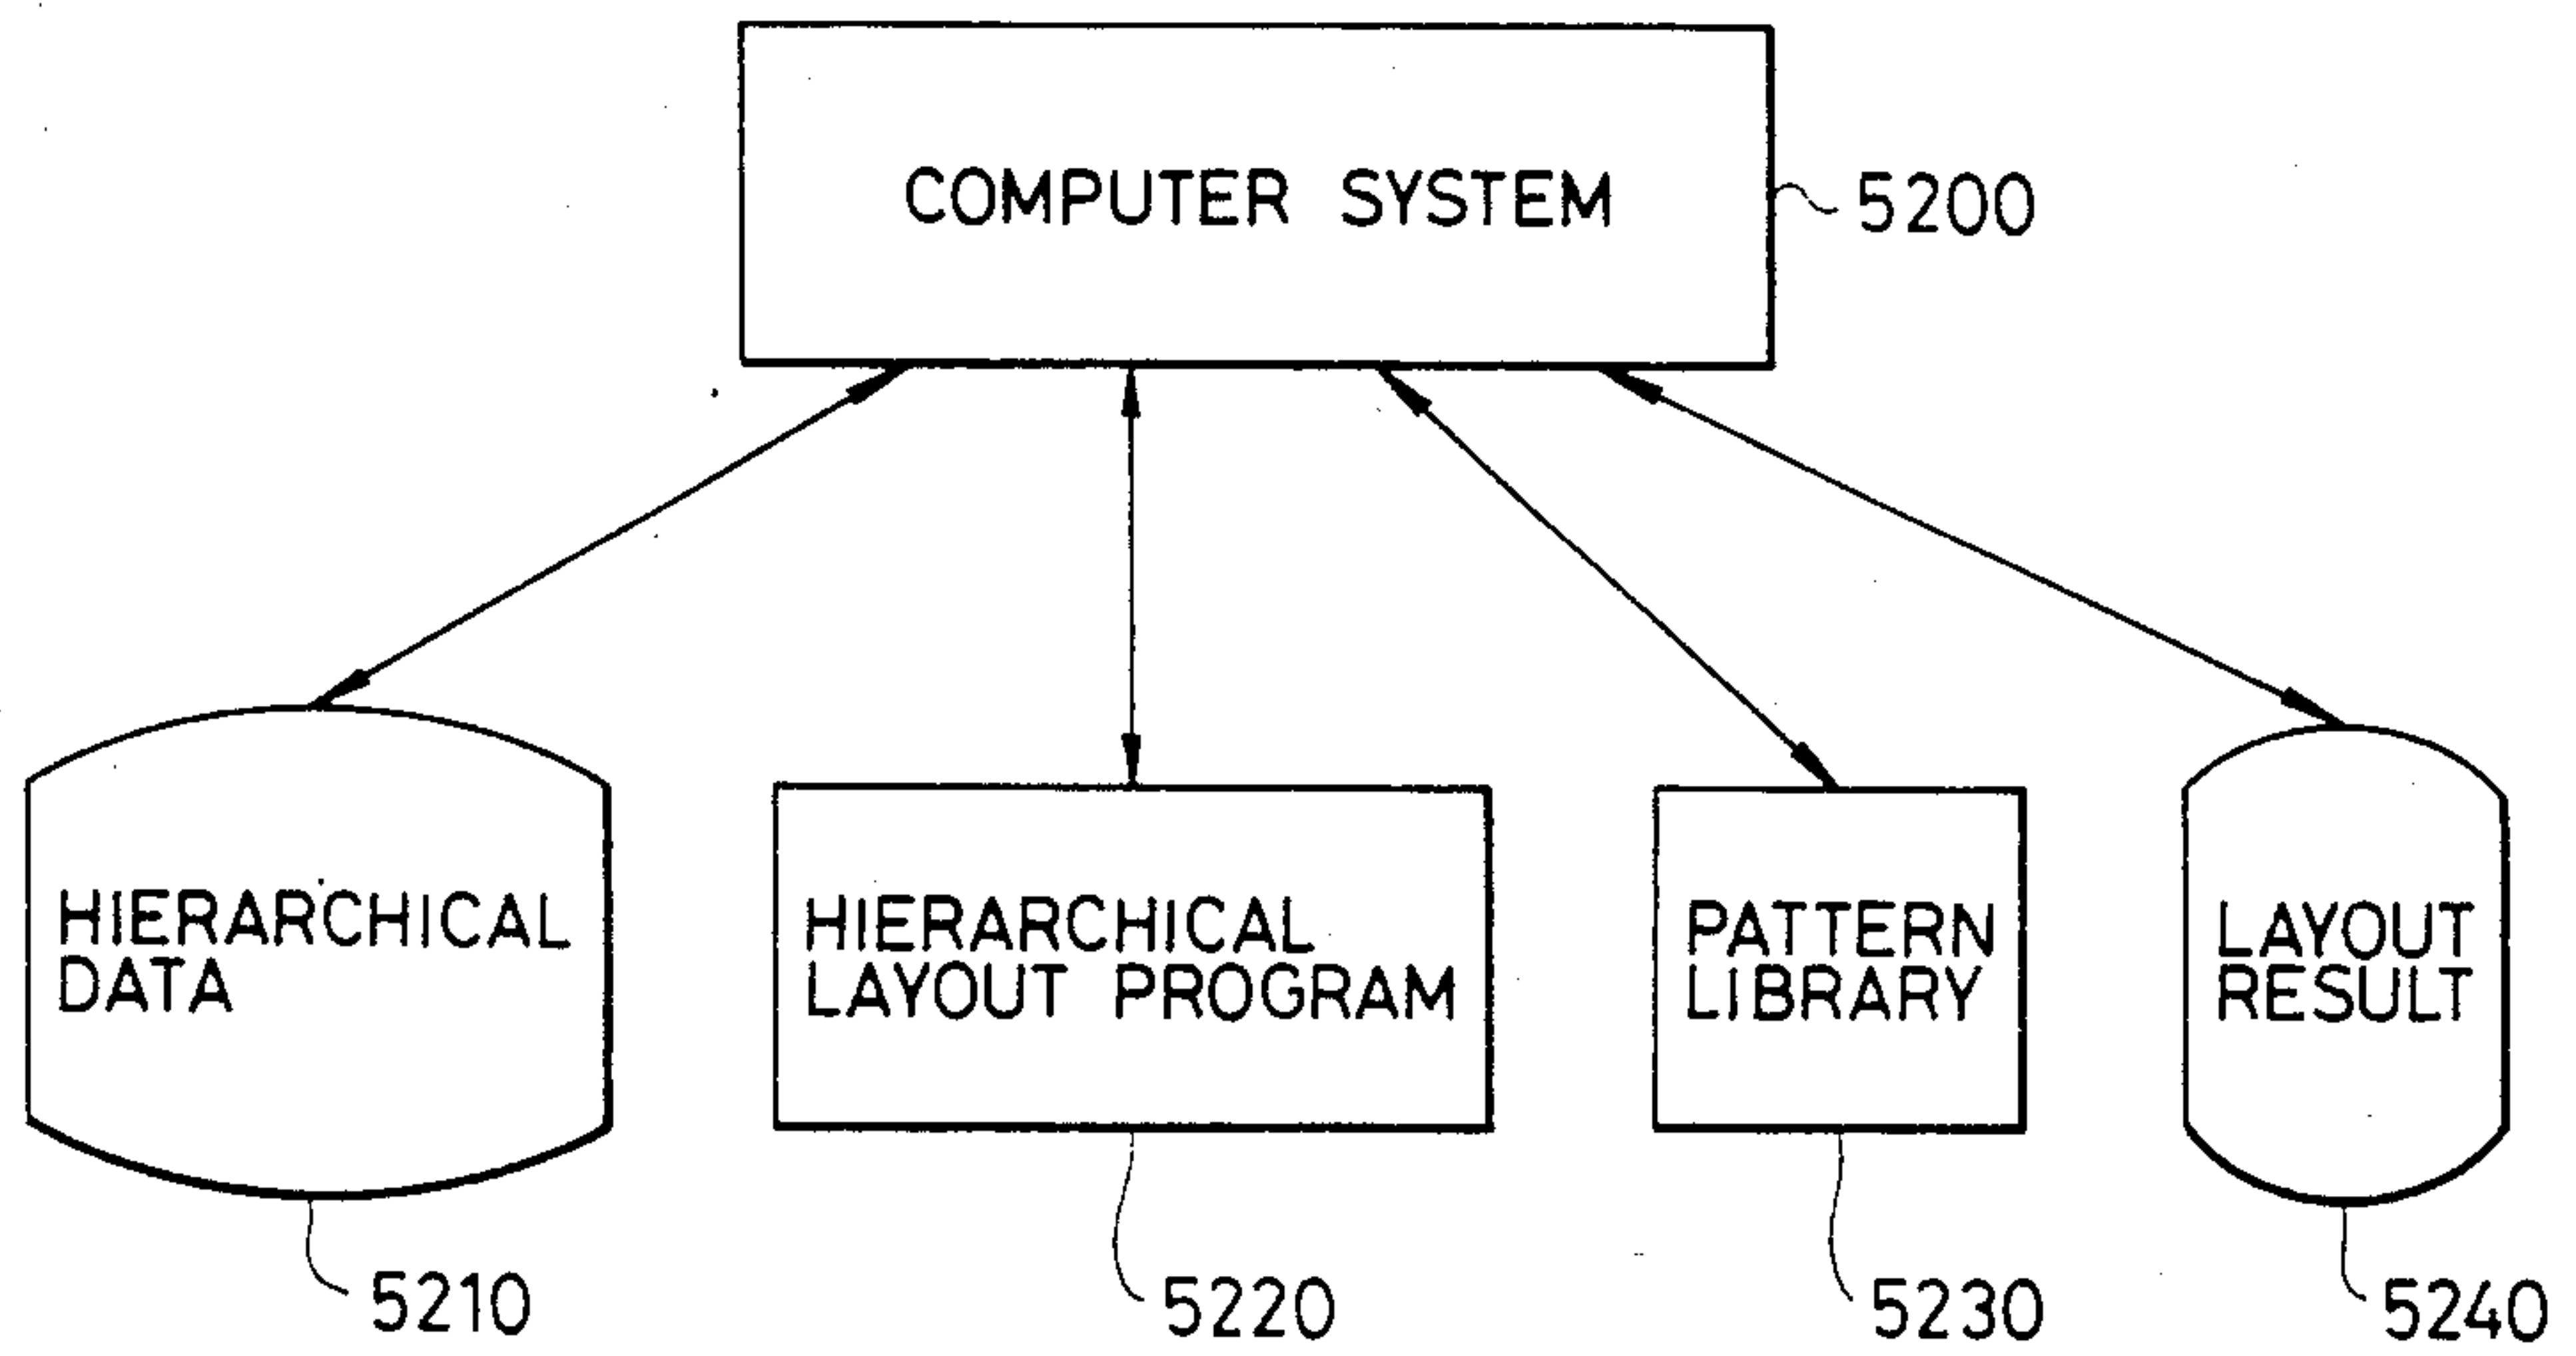 COMPUTER SYSTEM
5200
HIERARCHICAL
DATA
HIERARCHICAL
LAYOUT PROGRAM
PATTERN
LIBRARY
LAYOUT
RESULT
5210
5220
5230
5240